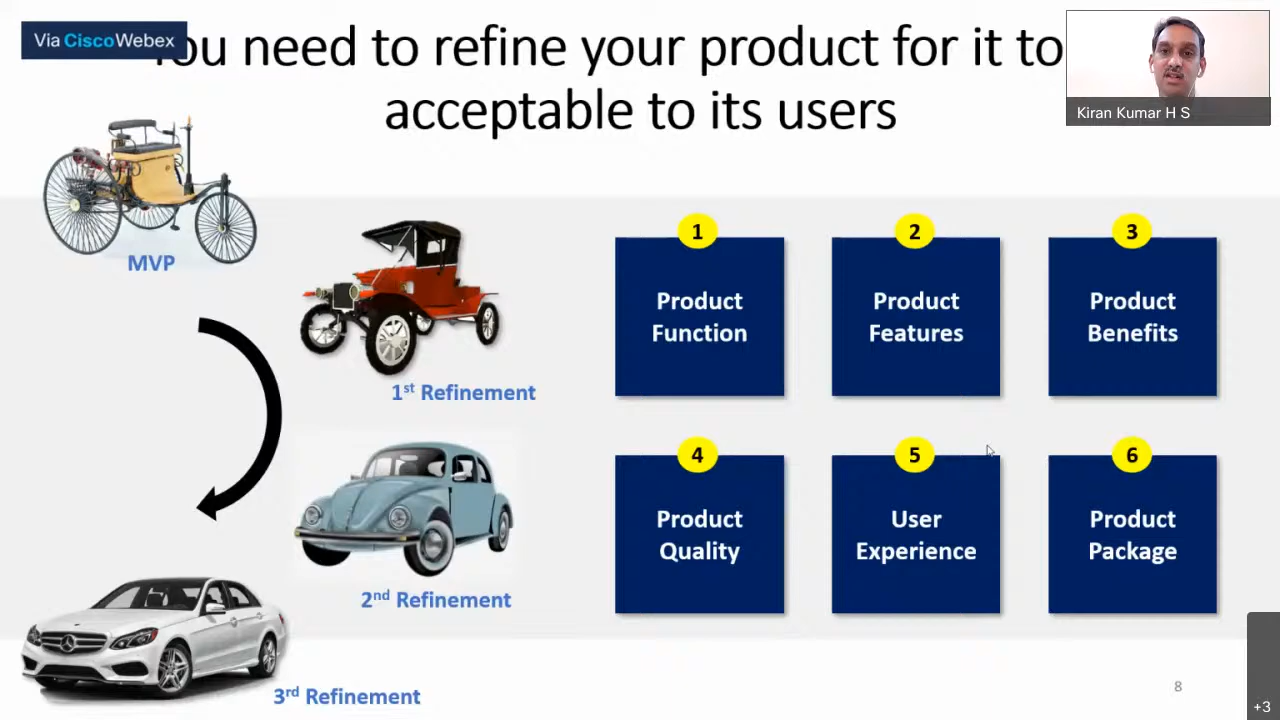 Via Cisco Webex
ou need to refine your product for it to
acceptable to its users
Kiran Kumar H S
MVP
1st Refinement
2nd Refinement
3rd Refinement
1
Product
Function
2
Product
Features
3
Product
Benefits
4
Product
Quality
5
User
Experience
6
Product
Package
8
+3